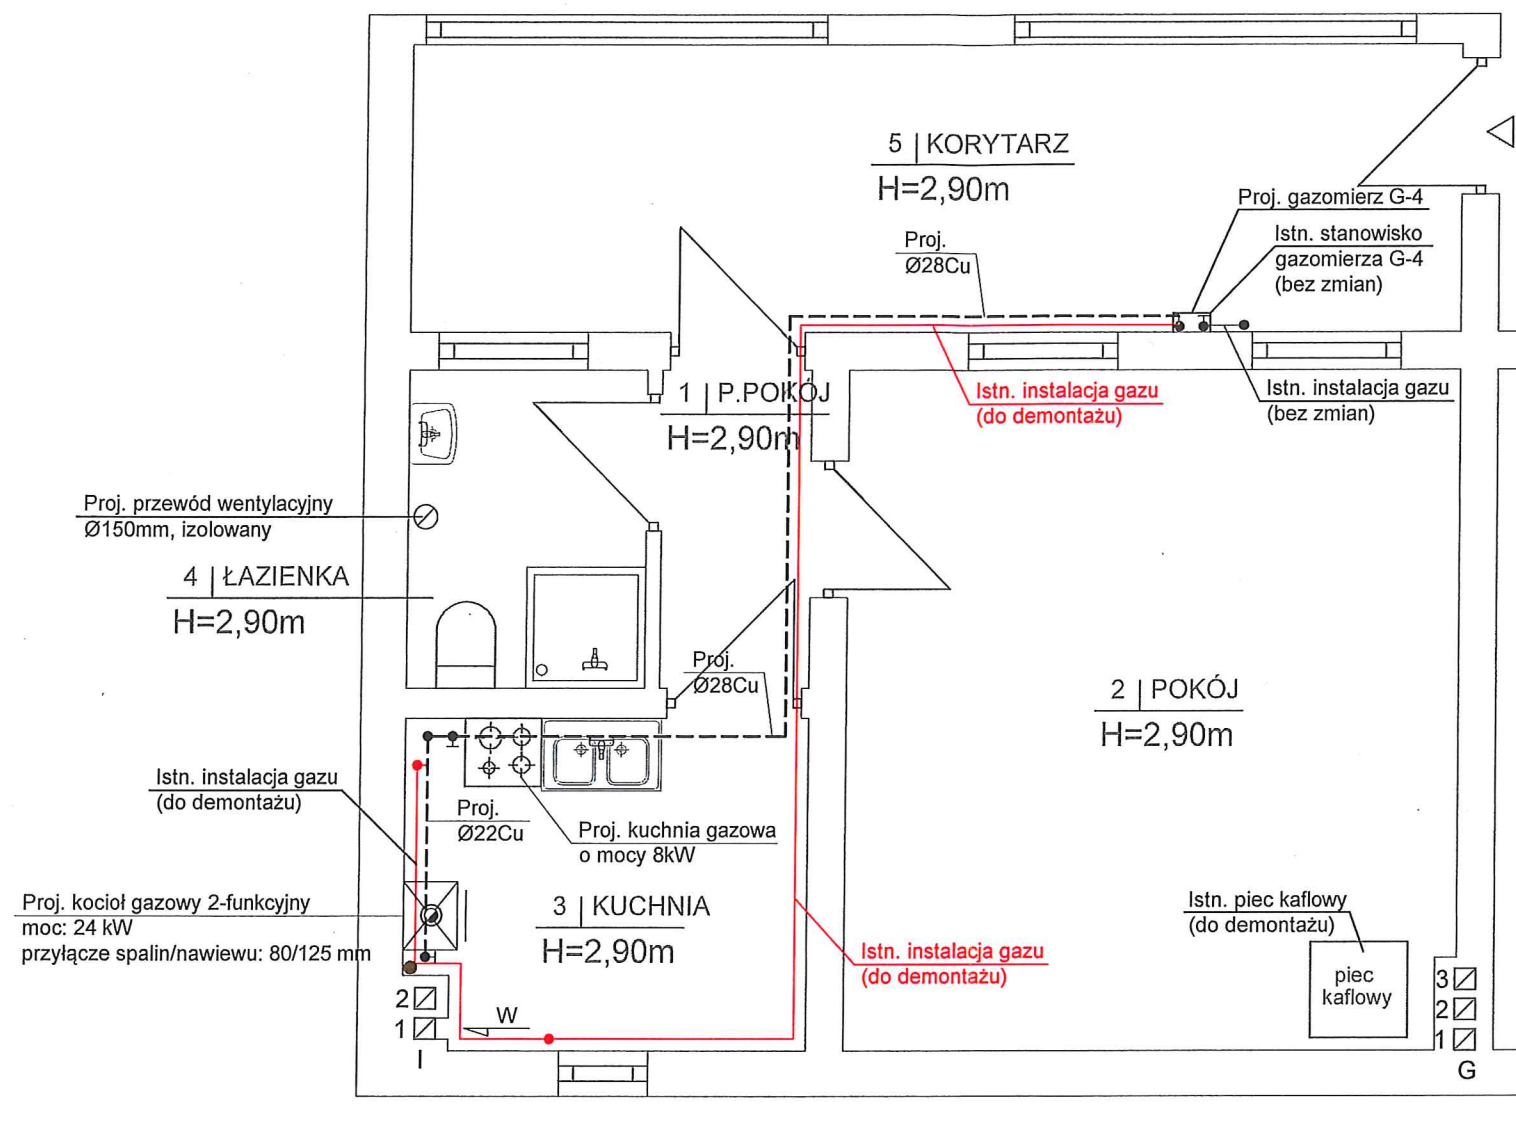 5 | KORYTARZ
H=2,90m
Proj. gazomierz G-4
Istn. stanowisko
gazomierza G-4
(bez zmian)
Proj.
Ø28Cu
1 | P.POKÓJ
H=2,90m
Istn. instalacja gazu
(do demontażu)
Istn. instalacja gazu
(bez zmian)
Proj. przewód wentylacyjny
Ø150mm, izolowany
4 | ŁAZIENKA
H=2,90m
Proj.
Ø28Cu
2 | POKÓJ
H=2,90m
Istn. instalacja gazu
(do demontażu)
Proj.
Ø22Cu
Proj. kuchnia gazowa
o mocy 8kW
Proj. kocioł gazowy 2-funkcyjny
moc: 24 kW
przyłącze spalin/nawiewu: 80/125 mm
3 | KUCHNIA
H=2,90m
Istn. instalacja gazu
(do demontażu)
Istn. piec kaflowy
(do demontażu)
piec
kaflowy
2
1
I
W
3
2
1
G